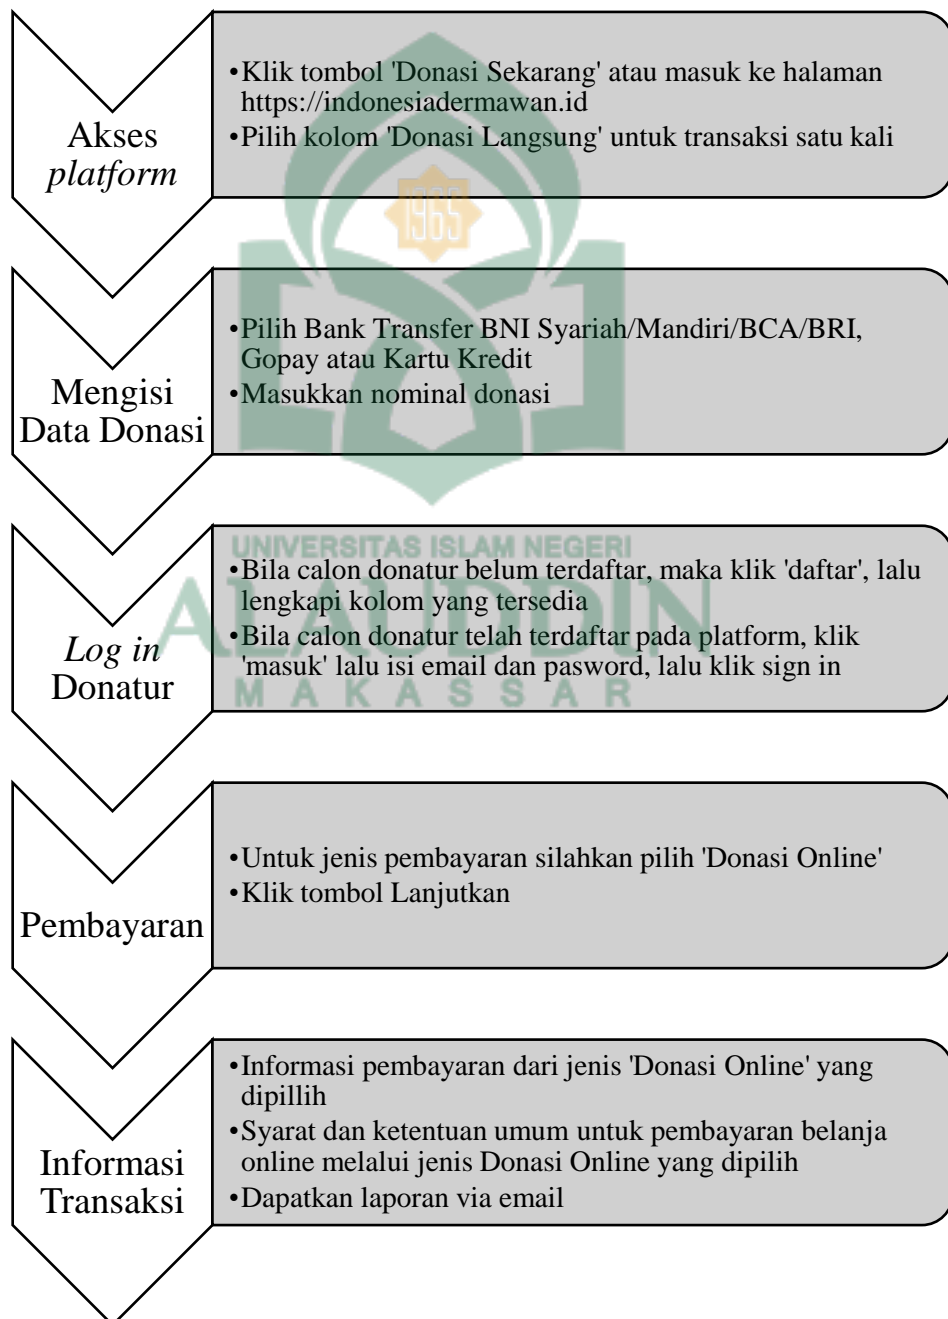 Akses
platform
•Klik tombol 'Donasi Sekarang' atau masuk ke halaman
https://indonesiadermawan.id
•Pilih kolom 'Donasi Langsung' untuk transaksi satu kali
1965
Mengisi
Data Donasi
•Pilih Bank Transfer BNI Syariah/Mandiri/BCA/BRI,
Gopay atau Kartu Kredit
•Masukkan nominal donasi
UNIVERSITAS ISLAM NEGERI
ALAUDDIN
MAKASSAR
Log in
Donatur
•Bila calon donatur belum terdaftar, maka klik 'daftar', lalu
lengkapi kolom yang tersedia
•Bila calon donatur telah terdaftar pada platform, klik
'masuk' lalu isi email dan pasword, lalu klik sign in
Pembayaran
•Untuk jenis pembayaran silahkan pilih 'Donasi Online'
•Klik tombol Lanjutkan
Informasi
Transaksi
•Informasi pembayaran dari jenis 'Donasi Online' yang
dipillih
•Syarat dan ketentuan umum untuk pembayaran belanja
online melalui jenis Donasi Online yang dipilih
•Dapatkan laporan via email